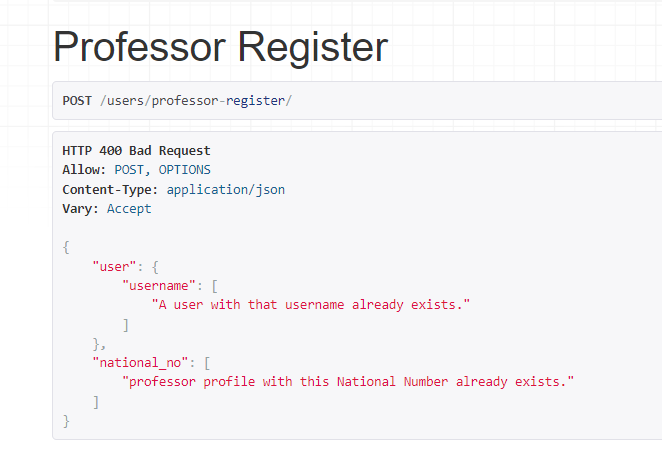 Professor Register
POST /users/professor-register/
HTTP 400 Bad Request
Allow: POST, OPTIONS
Content-Type: application/json
Vary: Accept
{
    "user": {
        "username": [
            "A user with that username already exists."
        ]
    },
    "national_no": [
        "professor profile with this National Number already exists."
    ]
}